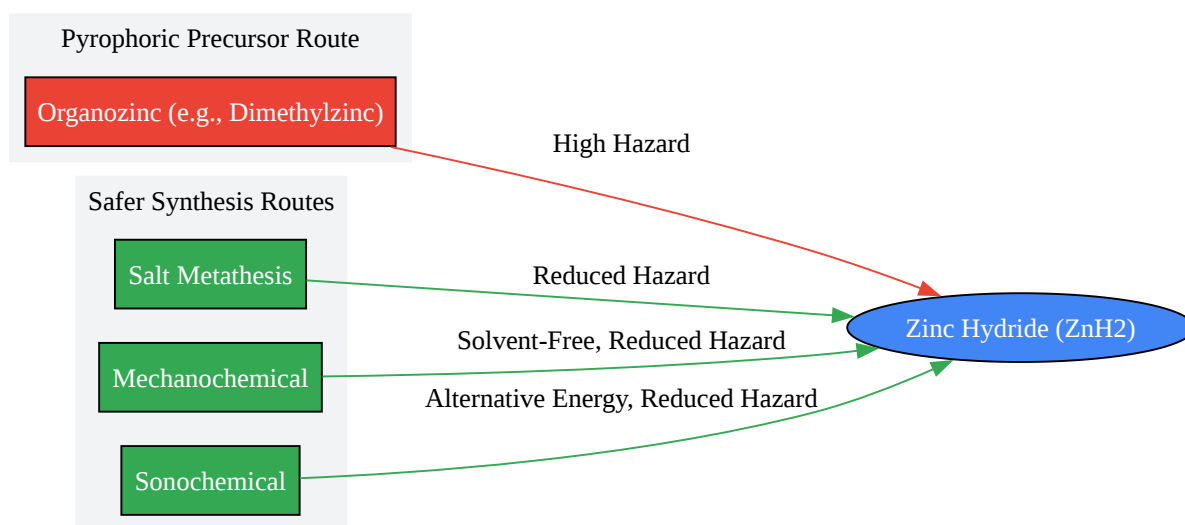 Pyrophoric Precursor Route
Organozinc (e.g., Dimethylzinc)
High Hazard
Safer Synthesis Routes
Salt Metathesis
Reduced Hazard
Zinc Hydride (ZnH2)
Solvent-Free, Reduced Hazard
Mechanochemical
Alternative Energy, Reduced Hazard
Sonochemical